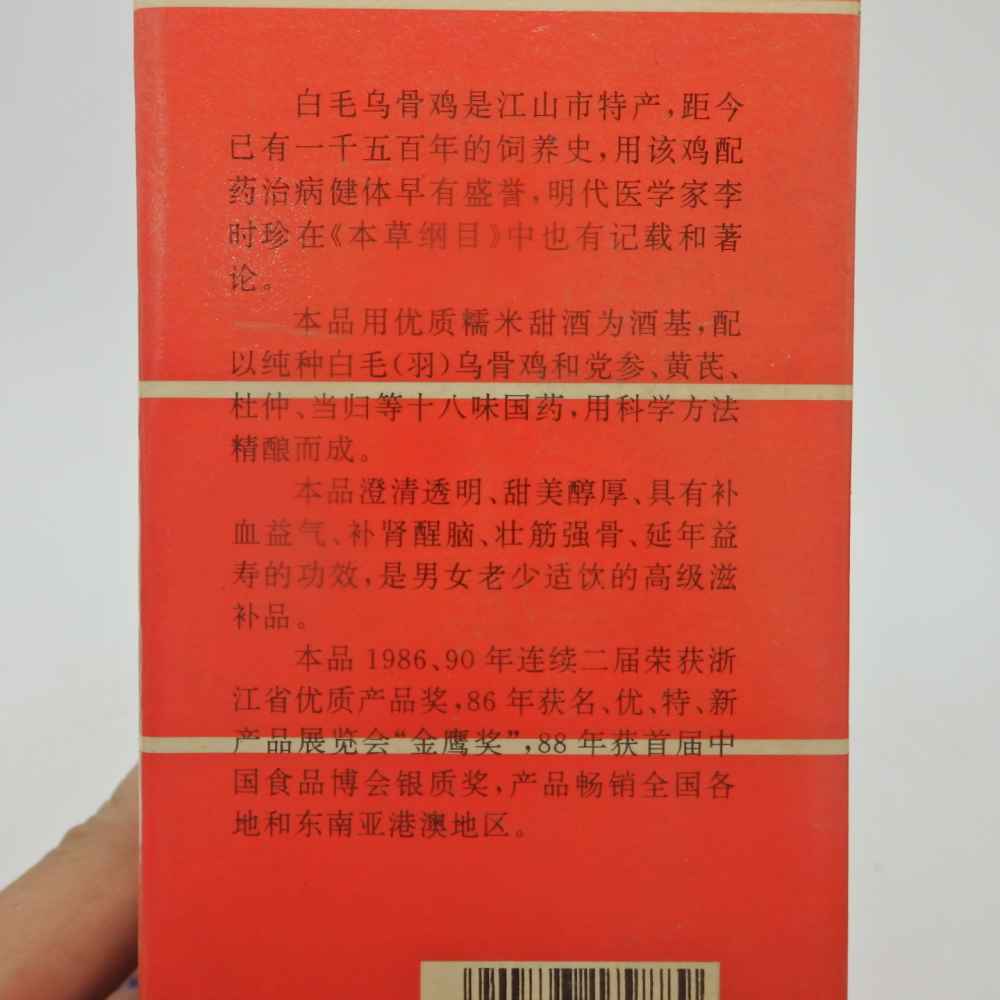 白毛乌骨鸡是江山市特产,距今
已有一千五百年的饲养史,用该鸡配
药治病健体早有盛誉,明代医学家李
时珍在《本草纲目》中也有记载和著
论。
本品用优质糯米甜酒为酒基,配
以纯种白毛(羽)乌骨鸡和党参、黄芪、
杜仲、当归等十八味国药,用科学方法
精酿而成。
本品澄清透明、甜美醇厚、具有补
血益气、补肾醒脑、壮筋强骨、延年益
寿的功效,是男女老少适饮的高级滋
补品。
本品 1986、90 年连续二届荣获浙
江省优质产品奖,86 年获名、优、特、新
产品展览会“金鹰奖”,88 年获首届中
国食品博会银质奖,产品畅销全国各
地和东南亚港澳地区。